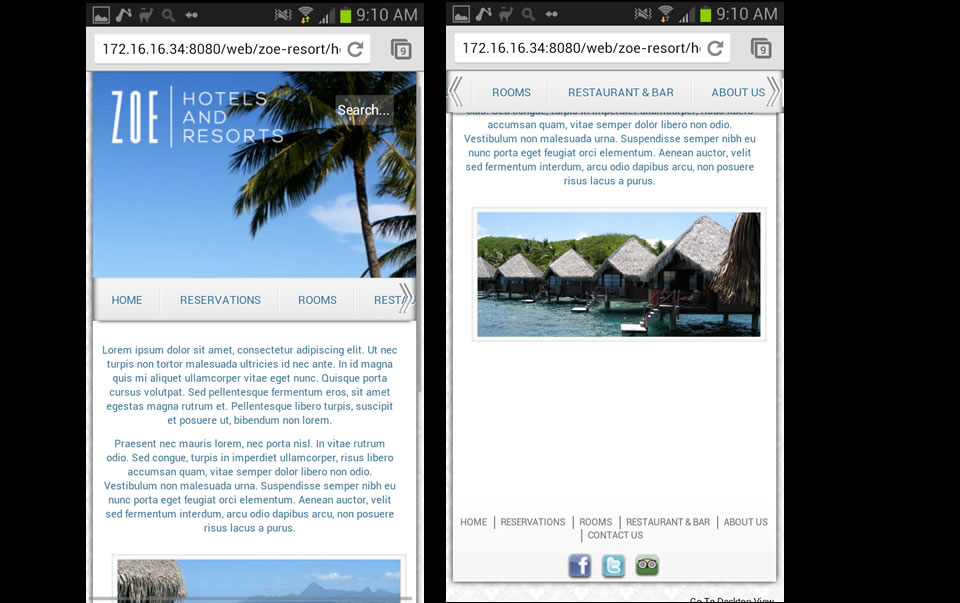 9:10 AM
172.16.16.34:8080/web/zoe-resort/h
9
ZOE
HOTELS
AND
RESORTS
Search...
HOME
RESERVATIONS
ROOMS
RESTAU
Lorem ipsum dolor sit amet, consectetur adipiscing elit. Ut nec
turpis non tortor malesuada ultricies id nec ante. In id magna
quis mi aliquet ullamcorper vitae eget nunc. Quisque porta
cursus volutpat. Sed pellentesque fermentum eros, sit amet
egestas magna rutrum et. Pellentesque libero turpis, suscipit
et posuere ut, bibendum non lorem.
Praesent nec mauris lorem, nec porta nisl. In vitae rutrum
odio. Sed congue, turpis in imperdiet ullamcorper, risus libero
accumsan quam, vitae semper dolor libero non odio.
Vestibulum non malesuada urna. Suspendisse semper nibh eu
nunc porta eget feugiat orci elementum. Aenean auctor, velit
sed fermentum interdum, arcu odio dapibus arcu, non posuere
risus lacus a purus.
9:10 AM
172.16.16.34:8080/web/zoe-resort/h
9
ROOMS
RESTAURANT & BAR
ABOUT US
odio. Sed congue, turpis in imperdiet ullamcorper, risus libero
accumsan quam, vitae semper dolor libero non odio.
Vestibulum non malesuada urna. Suspendisse semper nibh eu
nunc porta eget feugiat orci elementum. Aenean auctor, velit
sed fermentum interdum, arcu odio dapibus arcu, non posuere
risus lacus a purus.
HOME | RESERVATIONS | ROOMS | RESTAURANT & BAR | ABOUT US
| CONTACT US
Go To Desktop View